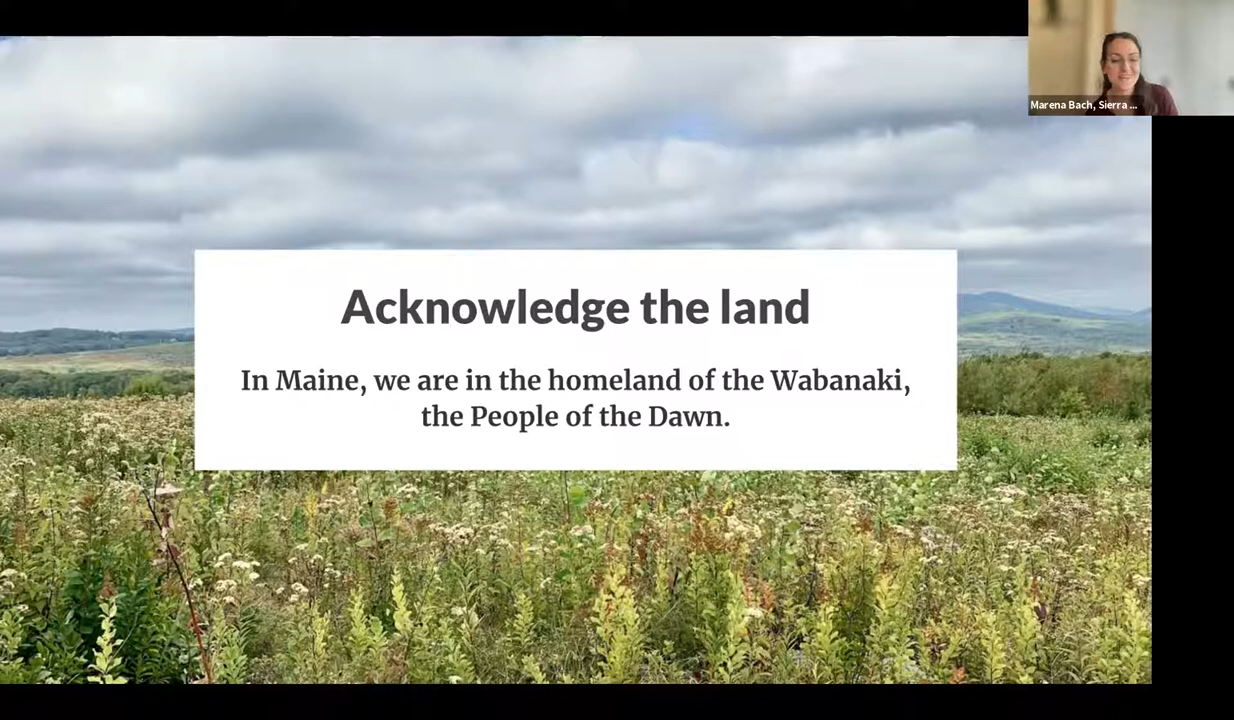 Marena Bach, Sierra ...
Acknowledge the land
In Maine, we are in the homeland of the Wabanaki,
the People of the Dawn.